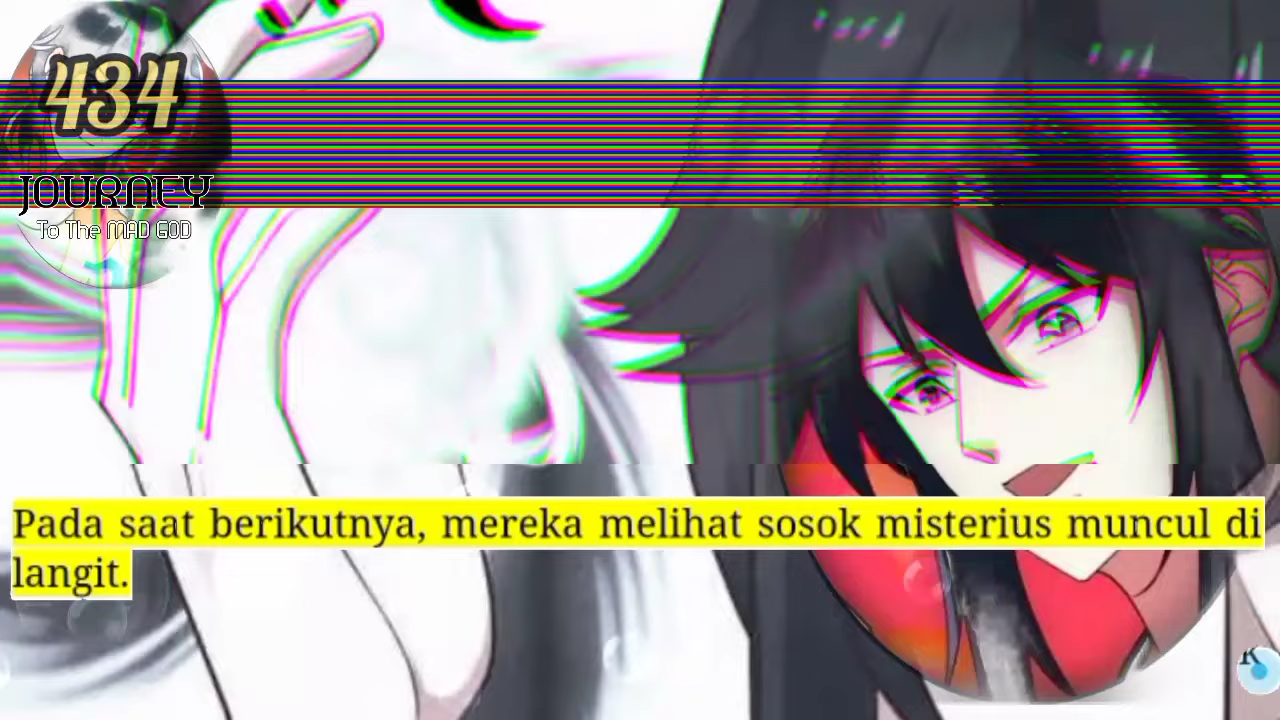 434
JOURNEY
To The MAD GOD
Pada saat berikutnya, mereka melihat sosok misterius muncul di
langit.
K